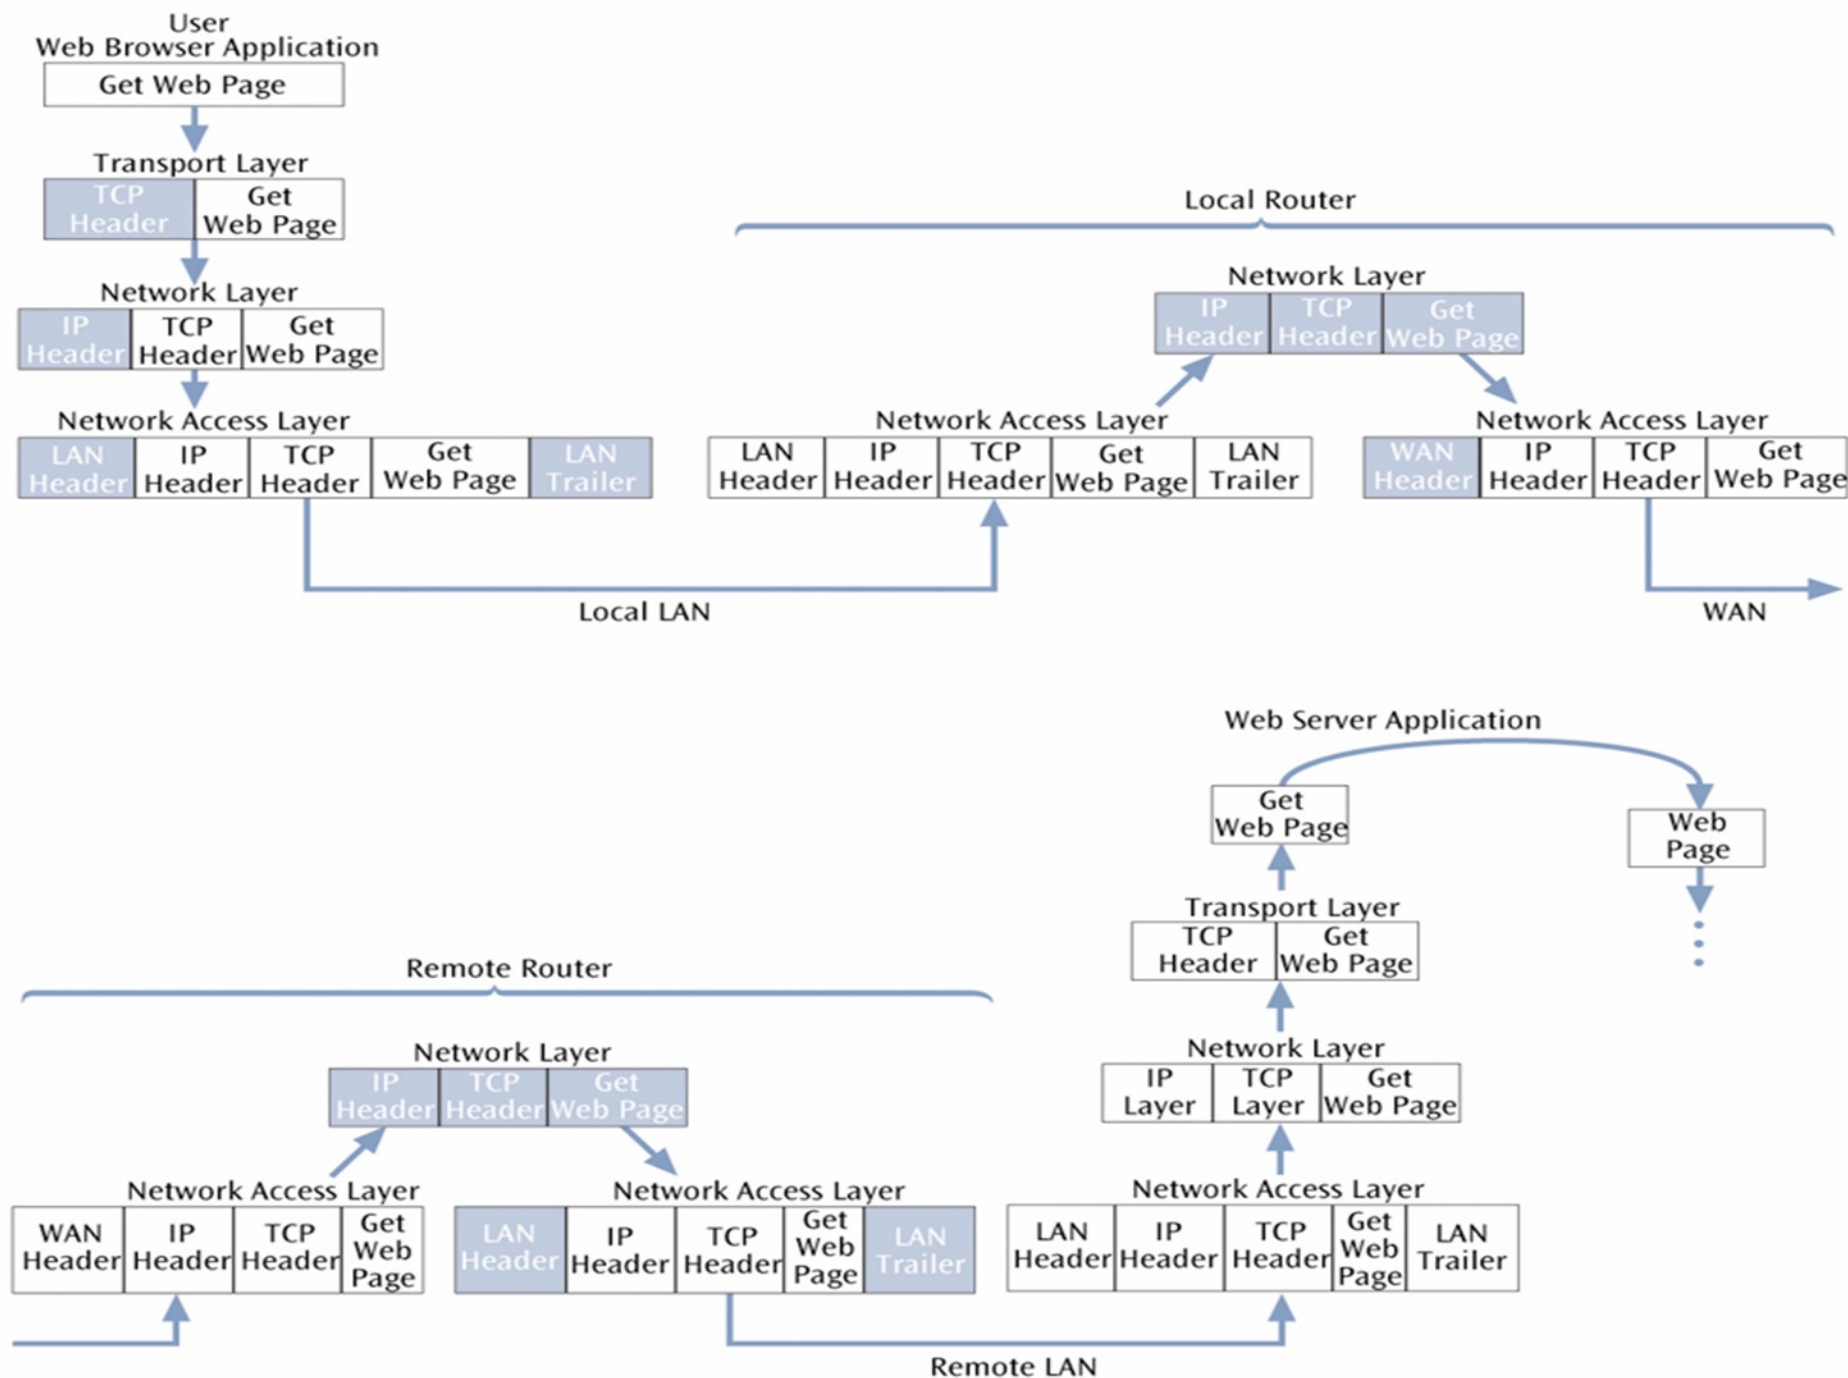 User
Web Browser Application
Get Web Page
Transport Layer
TCP
Header
Get
Web Page
Network Layer
IP
Header
TCP
Header
Get
Web Page
Network Access Layer
LAN
Header
IP
Header
TCP
Header
Get
Web Page
LAN
Trailer
Local LAN
Local Router
Network Access Layer
LAN
Header
IP
Header
TCP
Header
Get
Web Page
LAN
Trailer
Network Layer
IP
Header
TCP
Header
Get
Web Page
Network Access Layer
WAN
Header
IP
Header
TCP
Header
Get
Web Page
WAN
Remote Router
Network Access Layer
WAN
Header
IP
Header
TCP
Header
Get
Web
Page
Network Layer
IP
Header
TCP
Header
Get
Web Page
Network Access Layer
LAN
Header
IP
Header
TCP
Header
Get
Web
Page
LAN
Trailer
Remote LAN
Network Access Layer
LAN
Header
IP
Header
TCP
Header
Get
Web
Page
LAN
Trailer
Network Layer
IP
Layer
TCP
Layer
Get
Web Page
Transport Layer
TCP
Header
Get
Web Page
Get
Web Page
Web Server Application
Web
Page